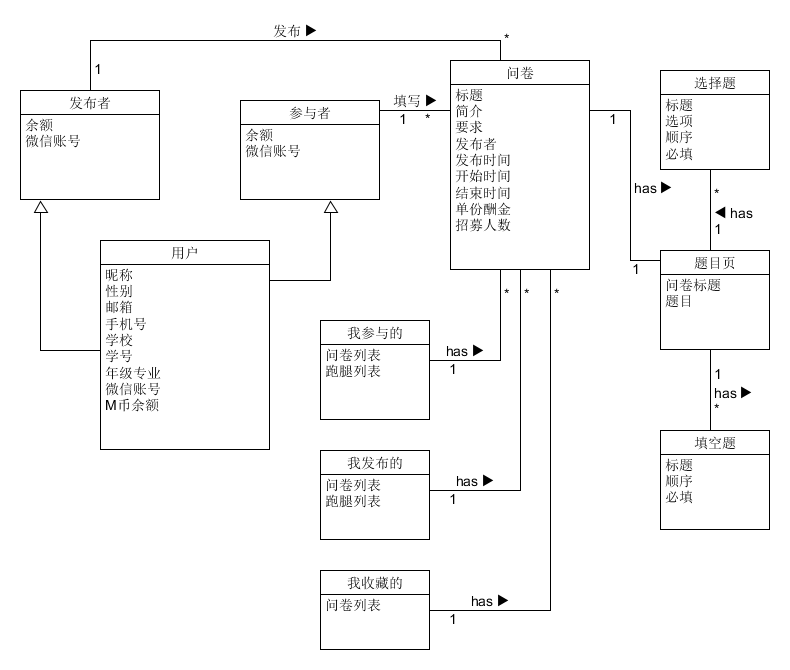 发布 ▶
*
1
发布者
余额
微信账号
参与者
余额
微信账号
填写 ▶
1
*
问卷
标题
简介
要求
发布者
发布时间
开始时间
结束时间
单份酬金
招募人数
1
has ▶
1
选择题
标题
选项
顺序
必填
*
◀ has
1
题目页
问卷标题
题目
1
has ▶
*
填空题
标题
顺序
必填
用户
昵称
性别
邮箱
手机号
学校
学号
年级专业
微信账号
M币余额
* * *
我参与的
问卷列表
跑腿列表
has ▶
1
我发布的
问卷列表
跑腿列表
has ▶
1
我收藏的
问卷列表
has ▶
1